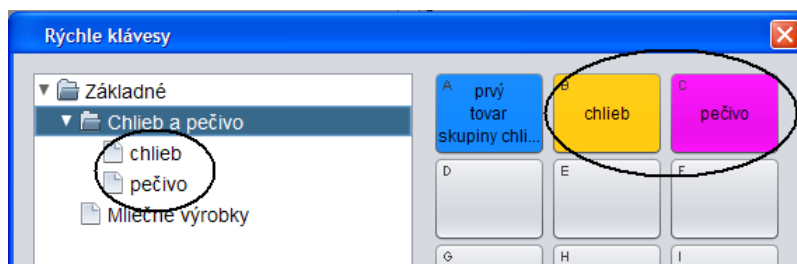 Rýchle klávesy
Základné
Chlieb a pečivo
chlieb
pečivo
Mliečne výrobky
A
prvý
tovar
skupiny chli...
B
chlieb
C
pečivo
D
E
F
G
H
I